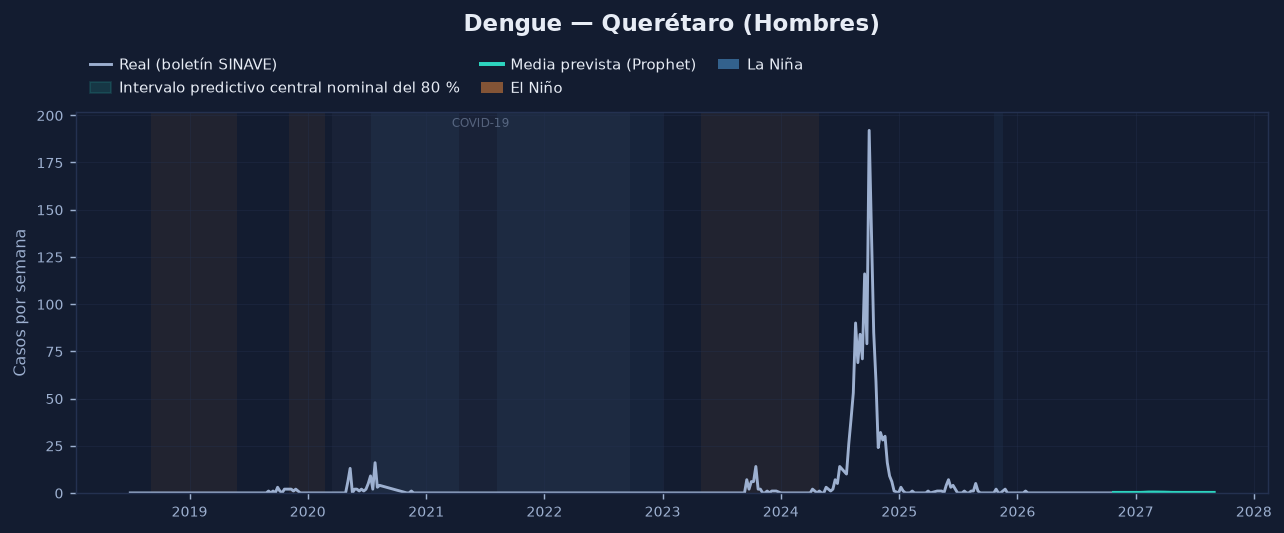 Dengue — Querétaro (Hombres)
Real (boletín SINAVE)
Intervalo predictivo central nominal del 80 %
Media prevista (Prophet)
El Niño
La Niña
COVID-19
Casos por semana
200
175
150
125
100
75
50
25
0
2019 2020 2021 2022 2023 2024 2025 2026 2027 2028